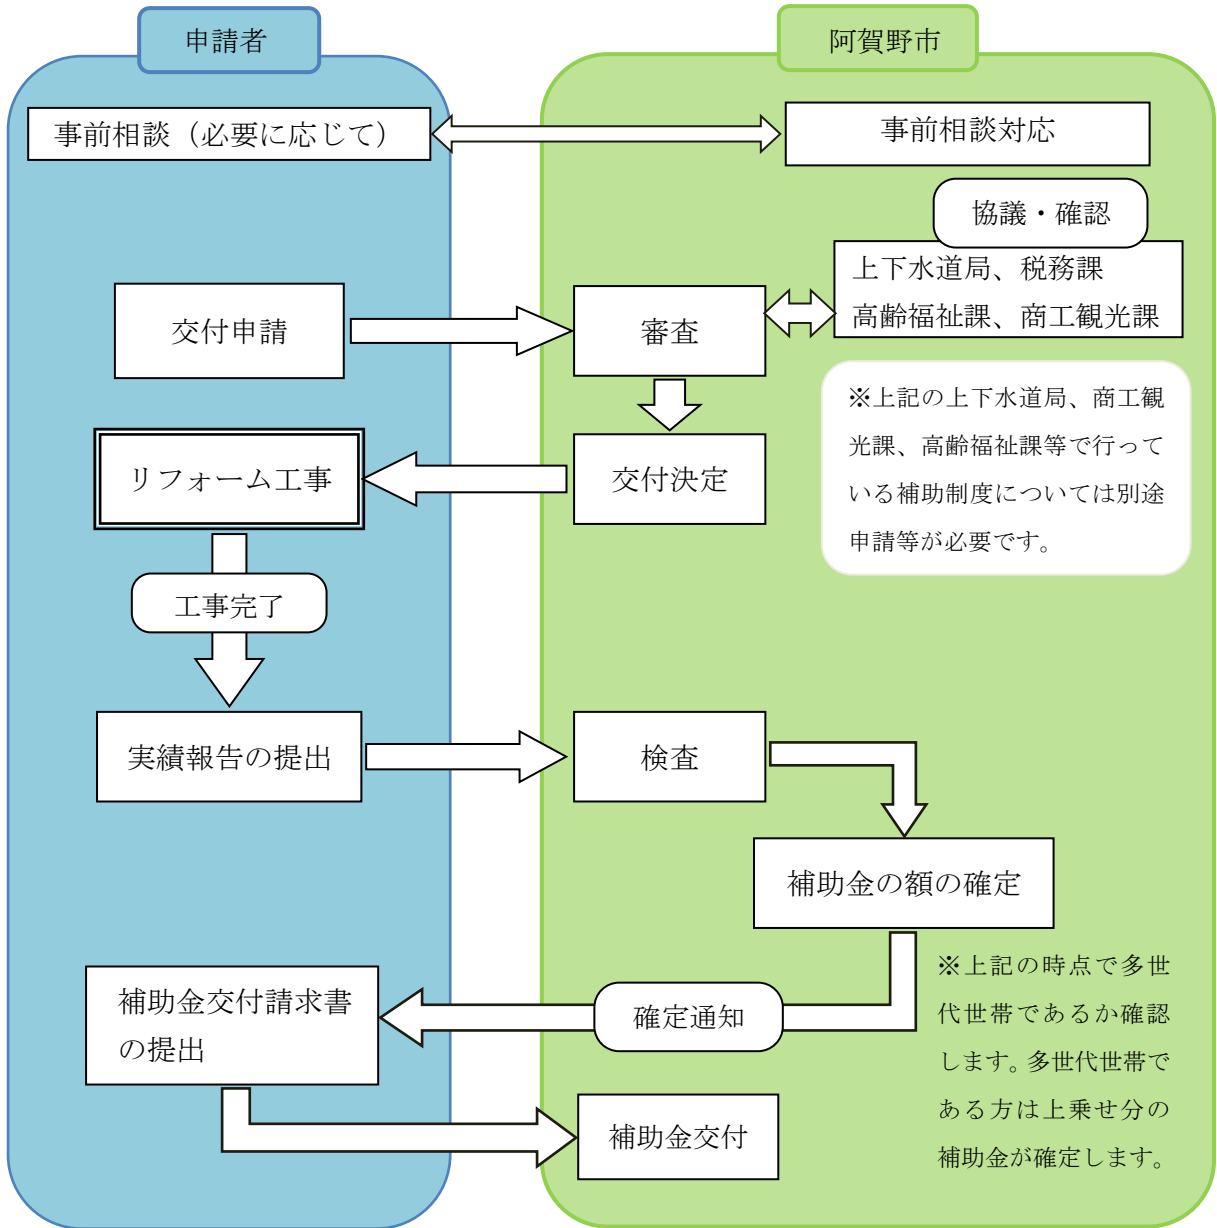 申請者
阿賀野市
事前相談（必要に応じて）
事前相談対応
協議・確認
上下水道局、税務課
高齢福祉課、商工観光課
交付申請
審査
※上記の上下水道局、商工観
光課、高齢福祉課等で行って
いる補助制度については別途
申請等が必要です。
リフォーム工事
交付決定
工事完了
実績報告の提出
検査
補助金の額の確定
※上記の時点で多世
代世帯であるか確認
します。多世代世帯で
ある方は上乗せ分の
補助金が確定します。
確定通知
補助金交付請求書
の提出
補助金交付